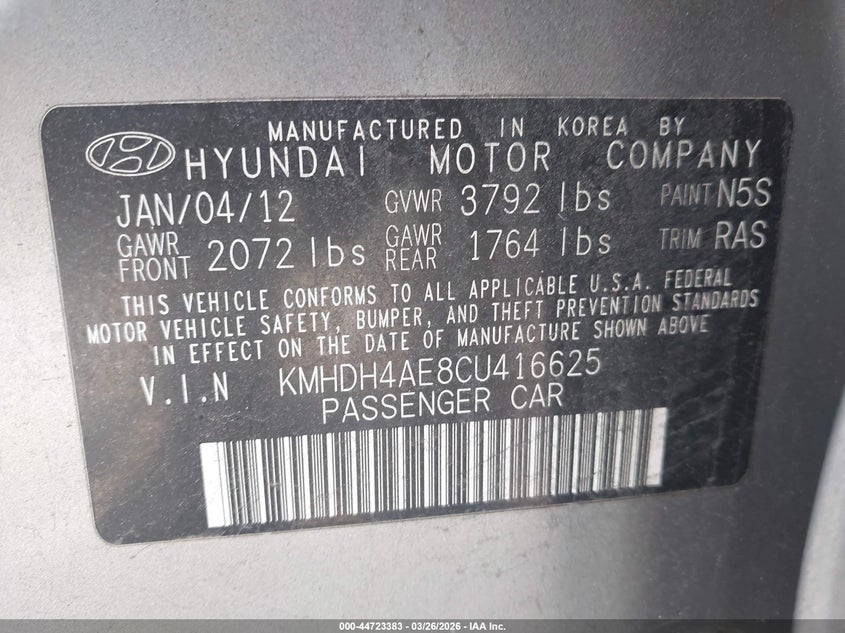 MANUFACTURED IN KOREA BY
HYUNDAI MOTOR COMPANY
JAN/04/12 GVWR 3792 lbs PAINT N5S
GAWR FRONT 2072 lbs GAWR REAR 1764 lbs TRIM RAS
THIS VEHICLE CONFORMS TO ALL APPLICABLE U.S.A. FEDERAL
MOTOR VEHICLE SAFETY, BUMPER, AND THEFT PREVENTION STANDARDS
IN EFFECT ON THE DATE OF MANUFACTURE SHOWN ABOVE
V.I.N KMHDH4AE8CU416625
PASSENGER CAR
000-44723383 — 03/26/2026 — IAA Inc.